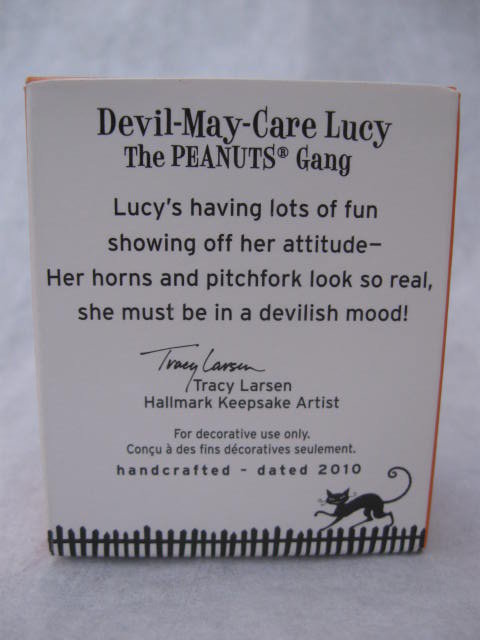 Devil-May-Care Lucy
The PEANUTS® Gang
Lucy's having lots of fun
showing off her attitude—
Her horns and pitchfork look so real,
she must be in a devilish mood!
Tracy Larsen
Tracy Larsen
Hallmark Keepsake Artist
For decorative use only.
Conçu à des fins décoratives seulement.
handcrafted - dated 2010